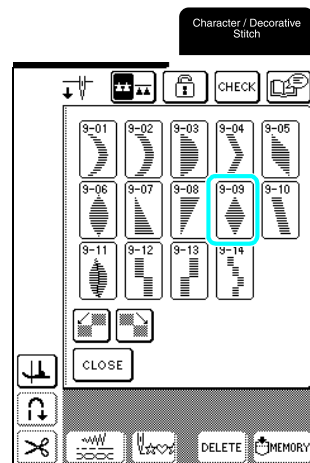 Character / Decorative
Stitch
CHECK
9-01 9-02 9-03 9-04 9-05
9-06 9-07 9-08 9-09 9-10
9-11 9-12 9-13 9-14
CLOSE
DELETE MEMORY